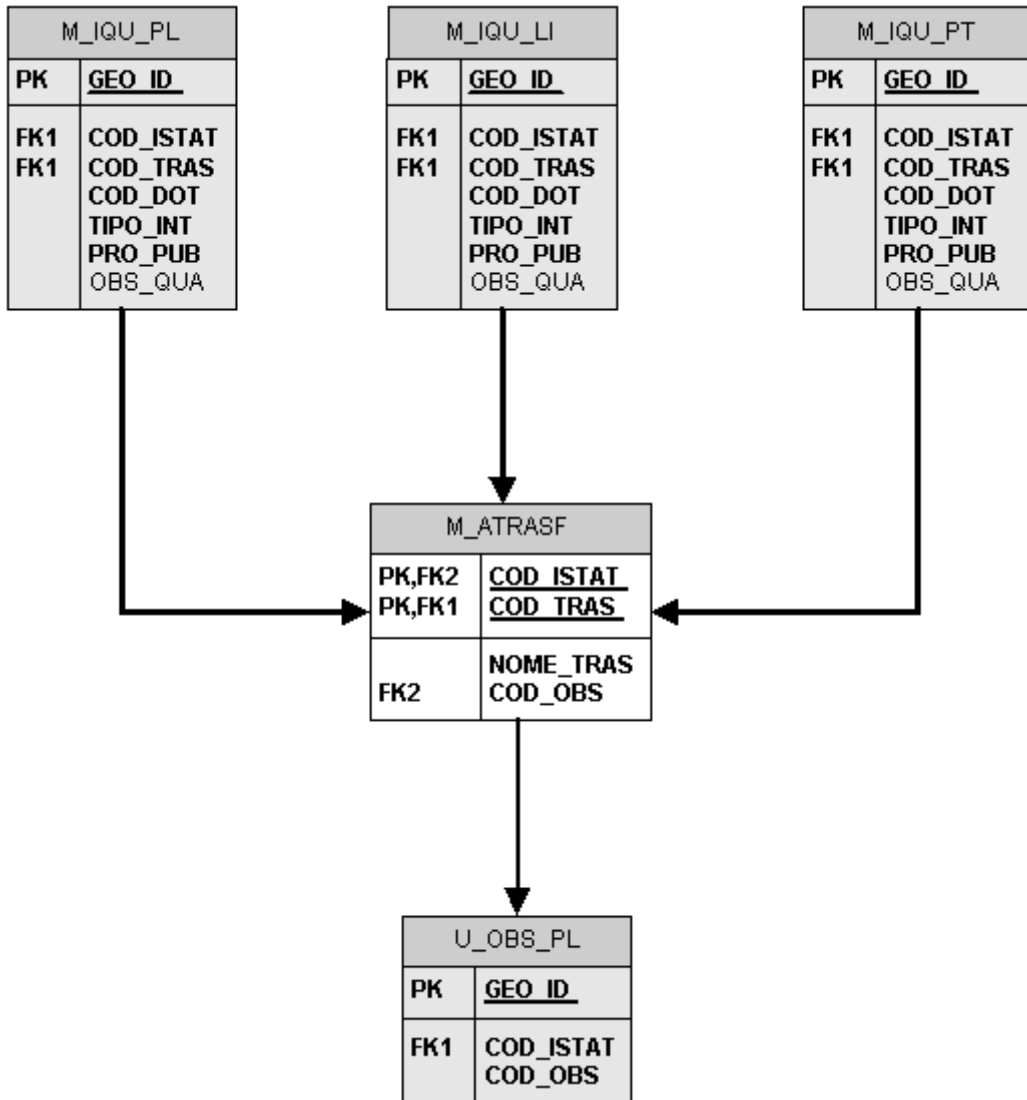 M_IQU_PL
PK GEO_ID
FK1 COD_ISTAT
FK1 COD_TRAS
COD_DOT
TIPO_INT
PRO_PUB
OBS_QUA
M_IQU_LI
PK GEO_ID
FK1 COD_ISTAT
FK1 COD_TRAS
COD_DOT
TIPO_INT
PRO_PUB
OBS_QUA
M_IQU_PT
PK GEO_ID
FK1 COD_ISTAT
FK1 COD_TRAS
COD_DOT
TIPO_INT
PRO_PUB
OBS_QUA
M_ATRASF
PK,FK2 COD_ISTAT
PK,FK1 COD_TRAS
NOME_TRAS
FK2 COD_OBS
U_OBS_PL
PK GEO_ID
FK1 COD_ISTAT
COD_OBS